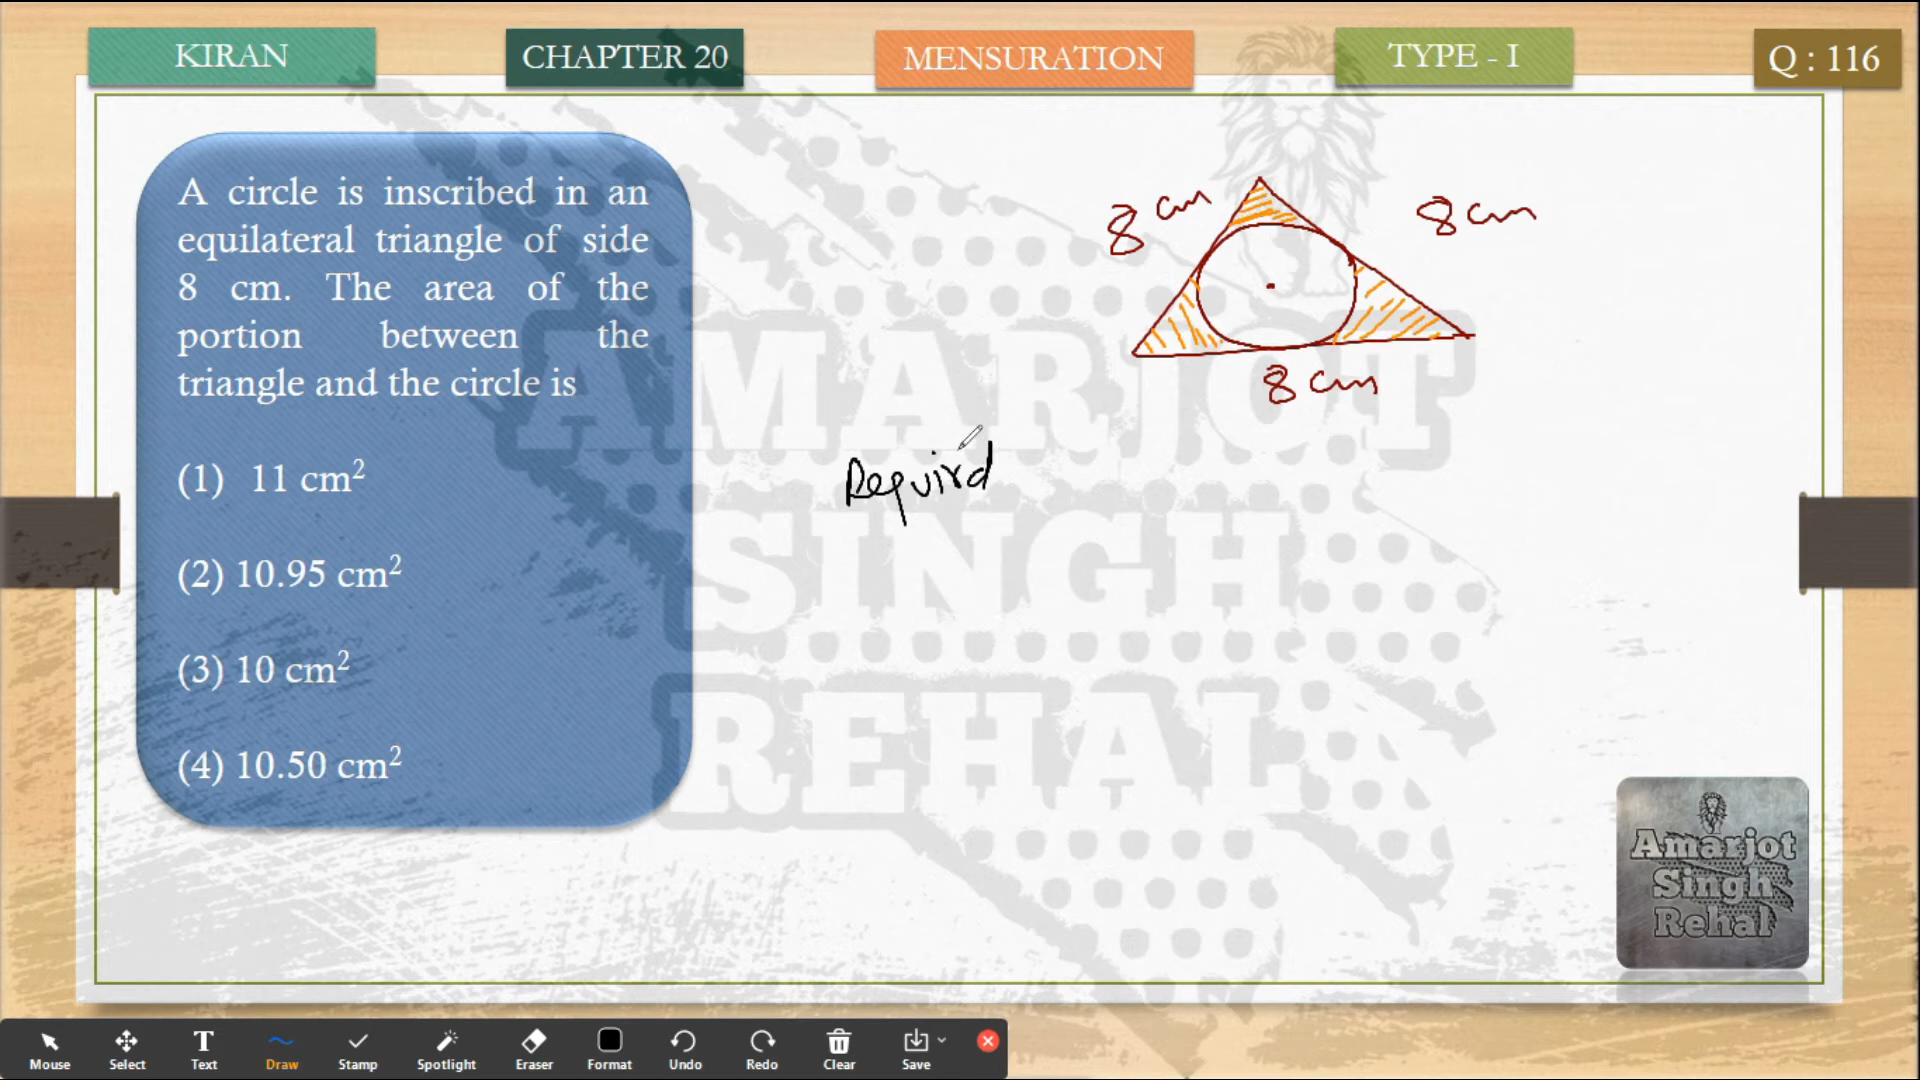 KIRAN
CHAPTER 20
MENSURATION
TYPE - I
Q : 116
A circle is inscribed in an
equilateral triangle of side
8 cm. The area of the
portion between the
triangle and the circle is
(1) 11 cm²
(2) 10.95 cm²
(3) 10 cm²
(4) 10.50 cm²
8 cm
8 cm
8 cm
Requird
AMARJOT
SINGH
REHAL
Amarjot
Singh
Rehal
Mouse
Select
Text
Draw
Stamp
Spotlight
Eraser
Format
Undo
Redo
Clear
Save